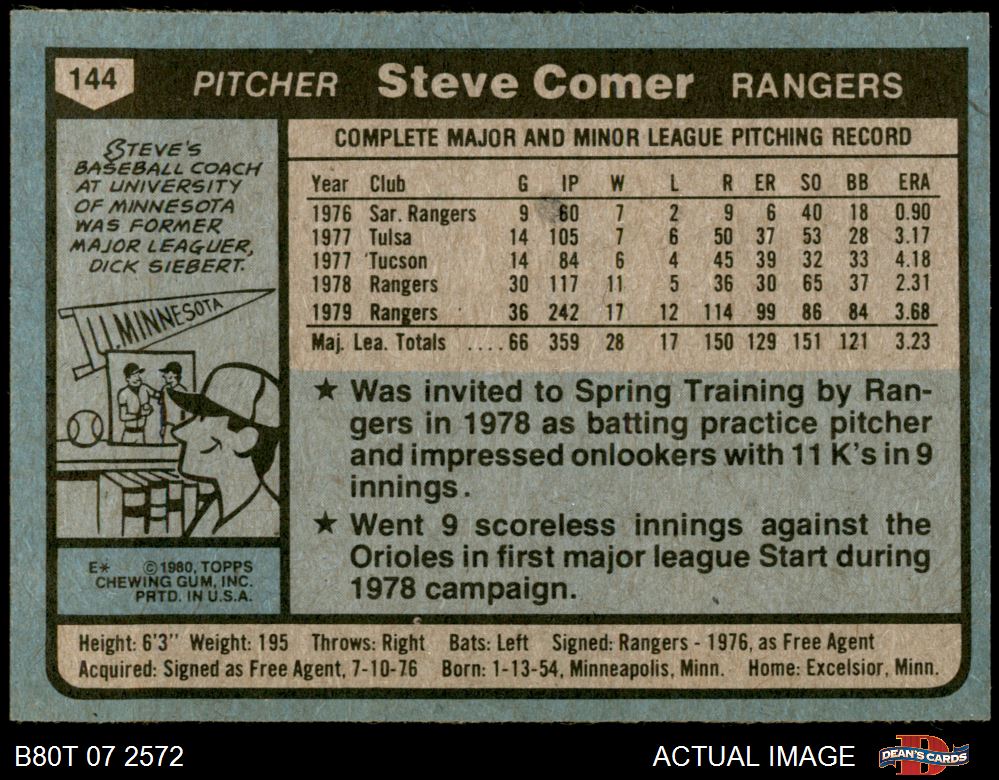 144 PITCHER Steve Comer RANGERS
STEVE'S
BASEBALL COACH
AT UNIVERSITY
OF MINNESOTA
WAS FORMER
MAJOR LEAGUER,
DICK SIEBERT.
U. MINNESOTA
E* ©1980, TOPPS
CHEWING GUM, INC.
PRTD. IN U.S.A.
COMPLETE MAJOR AND MINOR LEAGUE PITCHING RECORD
Year Club G IP W L R ER SO BB ERA
1976 Sar. Rangers 9 60 7 2 9 6 40 18 0.90
1977 Tulsa 14 105 7 6 50 37 53 28 3.17
1977 Tucson 14 84 6 4 45 39 32 33 4.18
1978 Rangers 30 117 11 5 36 30 65 37 2.31
1979 Rangers 36 242 17 12 114 99 86 84 3.68
Maj. Lea. Totals ....66 359 28 17 150 129 151 121 3.23
★ Was invited to Spring Training by Ran-
gers in 1978 as batting practice pitcher
and impressed onlookers with 11 K's in 9
innings.
★ Went 9 scoreless innings against the
Orioles in first major league Start during
1978 campaign.
Height: 6'3" Weight: 195 Throws: Right Bats: Left Signed: Rangers - 1976, as Free Agent
Acquired: Signed as Free Agent, 7-10-76 Born: 1-13-54, Minneapolis, Minn. Home: Excelsior, Minn.
B80T 07 2572 ACTUAL IMAGE DEAN'S CARDS